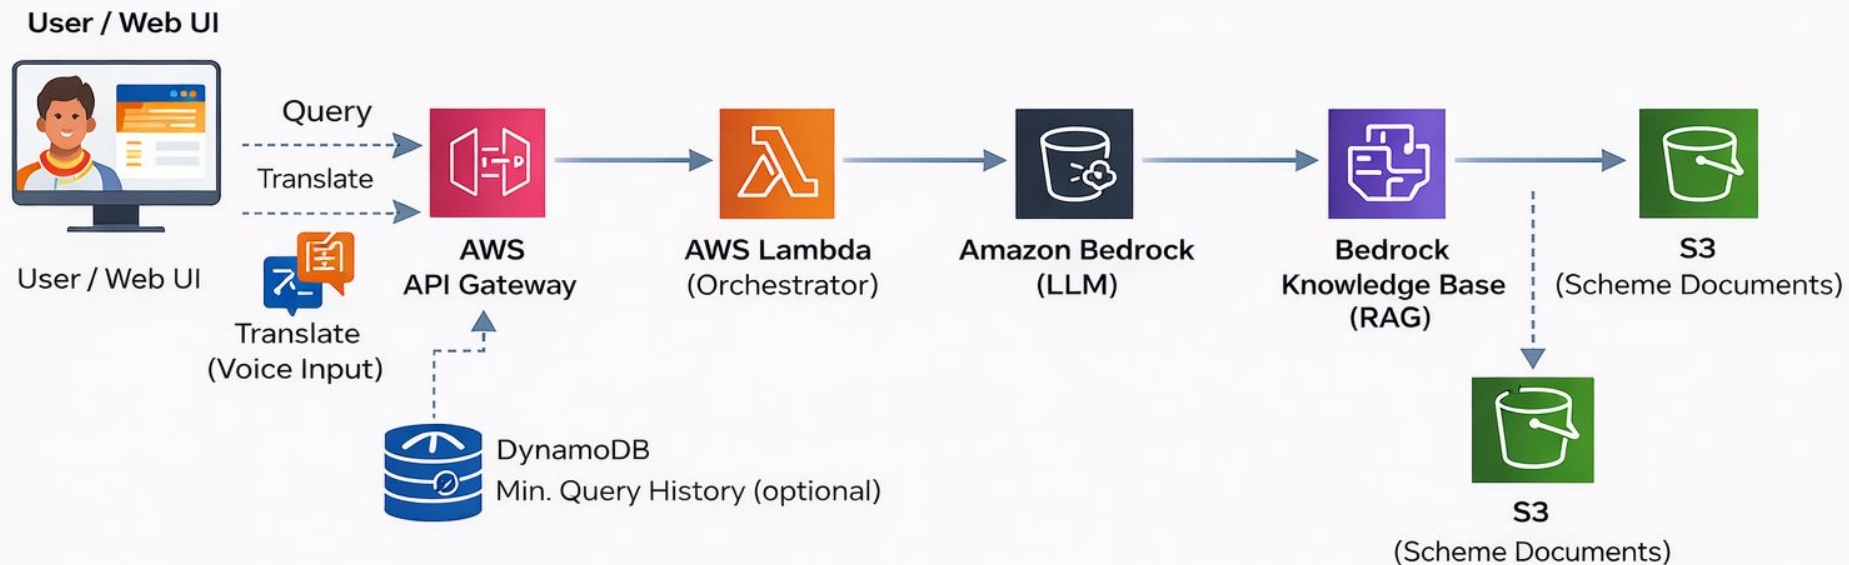 User / Web UI
Query
Translate
User / Web UI
Translate
(Voice Input)
AWS
API Gateway
AWS Lambda
(Orchestrator)
Amazon Bedrock
(LLM)
Bedrock
Knowledge Base
(RAG)
S3
(Scheme Documents)
DynamoDB
Min. Query History (optional)
S3
(Scheme Documents)